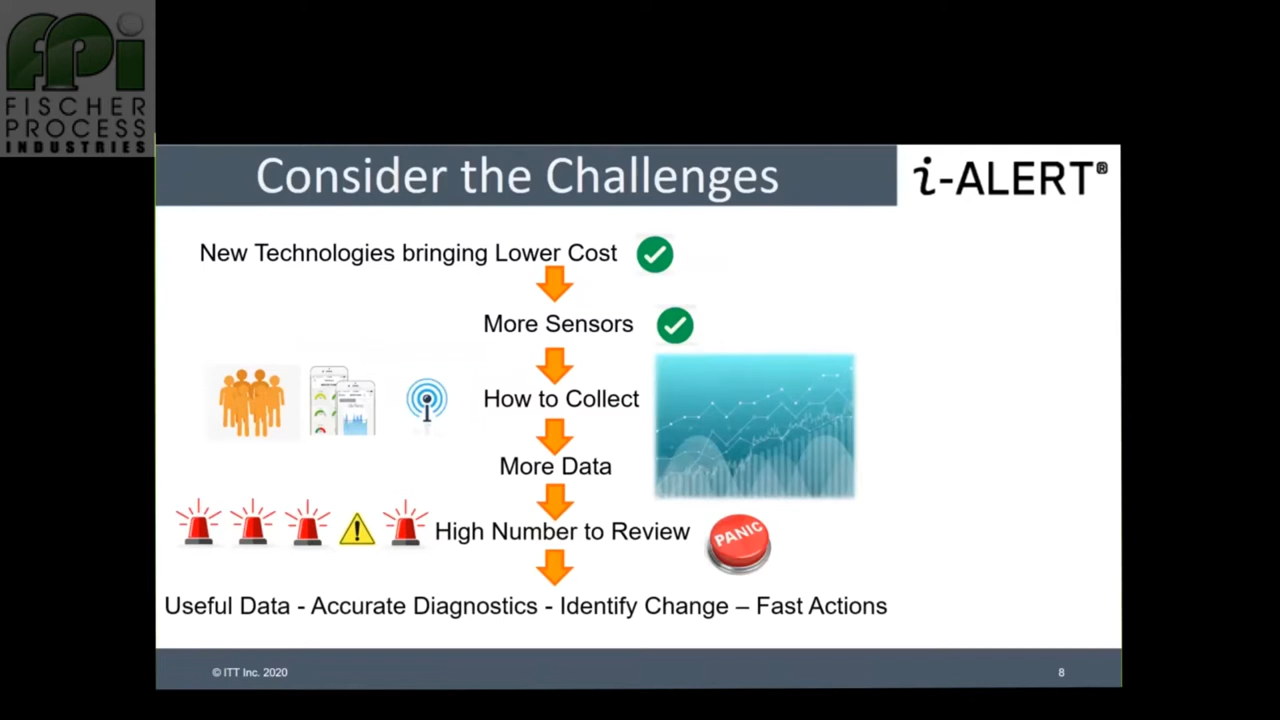 fpi
FISCHER
PROCESS
INDUSTRIES
Consider the Challenges
i-ALERT®
New Technologies bringing Lower Cost
More Sensors
How to Collect
More Data
High Number to Review
PANIC
Useful Data - Accurate Diagnostics - Identify Change – Fast Actions
© ITT Inc. 2020
8